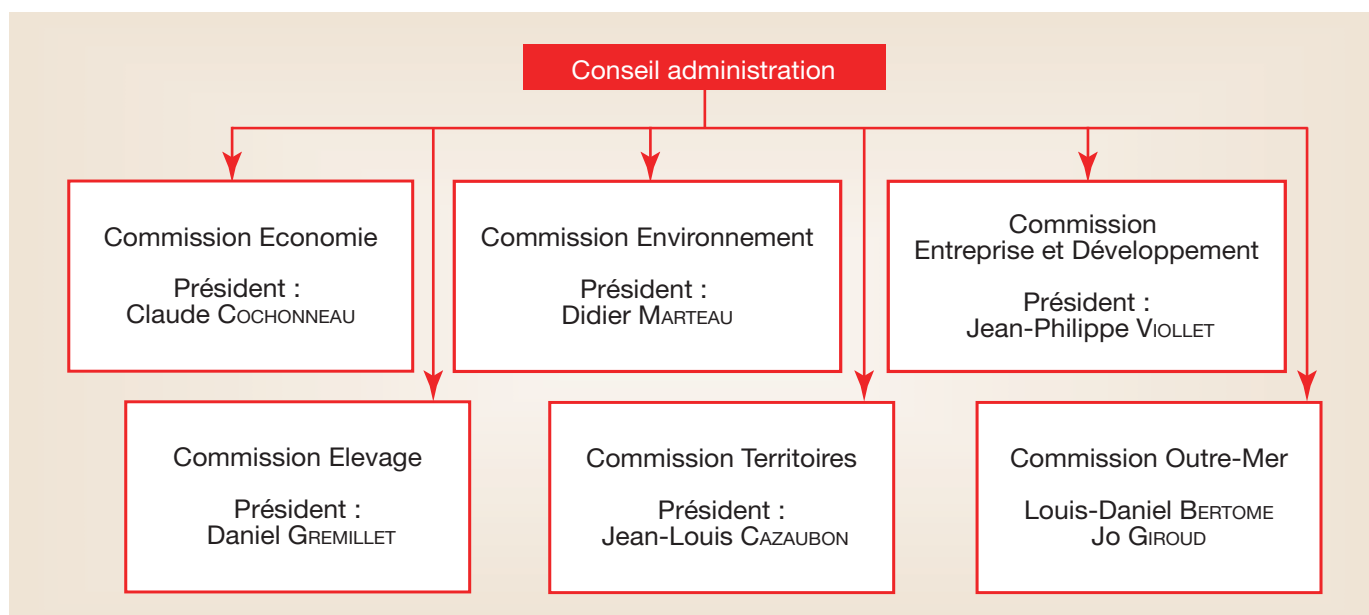 Conseil administration
Commission Economie
Président :
Claude COCHONNEAU
Commission Environnement
Président :
Didier MARTEAU
Commission
Entreprise et Développement
Président :
Jean-Philippe VIOLLET
Commission Elevage
Président :
Daniel GREMILLET
Commission Territoires
Président :
Jean-Louis CAZAUBON
Commission Outre-Mer
Louis-Daniel BERTOME
Jo GIROUD